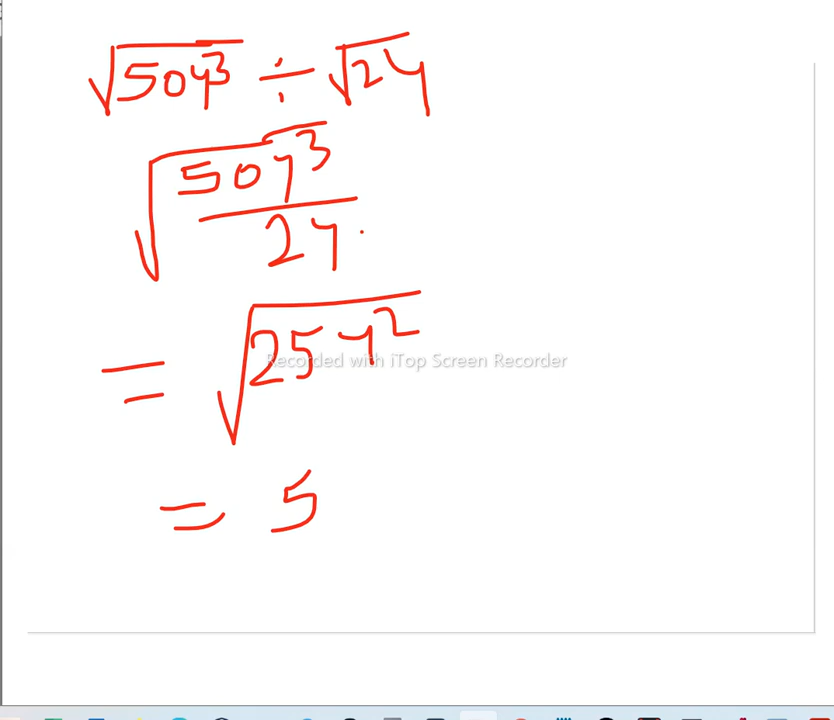 √50y³ ÷ √2y
√50y³/2y
= √25y²
Recorded with iTop Screen Recorder
= 5